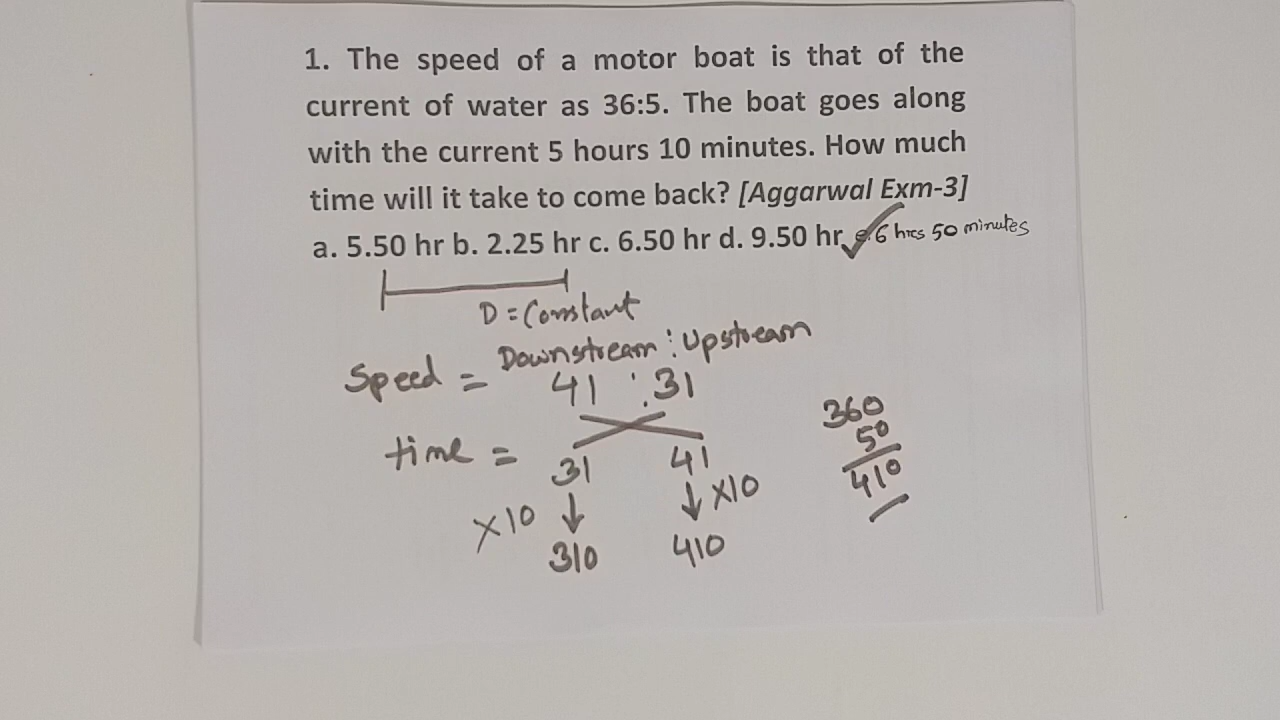 1. The speed of a motor boat is that of the
current of water as 36:5. The boat goes along
with the current 5 hours 10 minutes. How much
time will it take to come back? [Aggarwal Exm-3]
a. 5.50 hr b. 2.25 hr c. 6.50 hr d. 9.50 hr e. 6 hrs 50 minutes
D = Constant
Speed = Downstream : Upstream
41 : 31
time = 31 41
×10 ↓ ↓ ×10
310 410
360
50
410